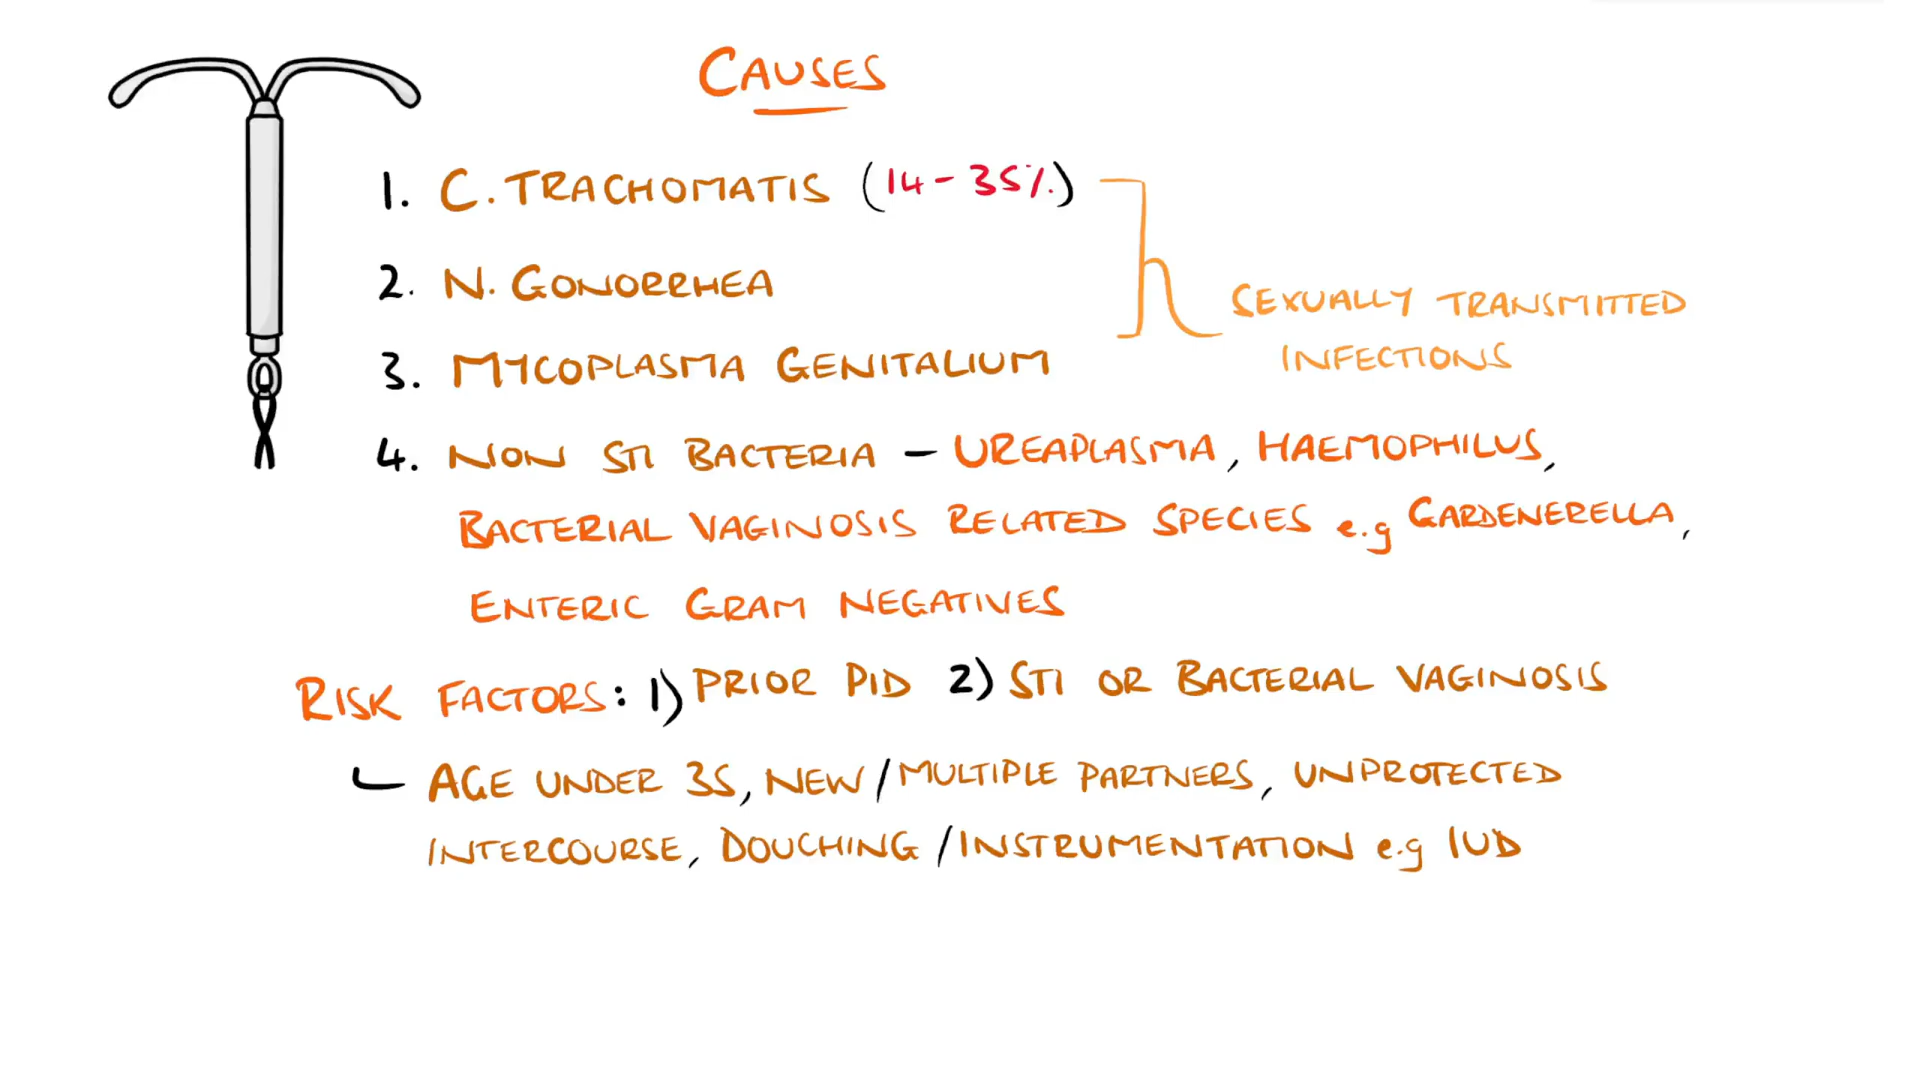 CAUSES
1. C. TRACHOMATIS (14-35%)
2. N. GONORRHEA
SEXUALLY TRANSMITTED
INFECTIONS
3. MYCOPLASMA GENITALIUM
4. NON STI BACTERIA - UREAPLASMA, HAEMOPHILUS,
BACTERIAL VAGINOSIS RELATED SPECIES e.g GARDENERELLA,
ENTERIC GRAM NEGATIVES
RISK FACTORS: 1) PRIOR PID 2) STI OR BACTERIAL VAGINOSIS
AGE UNDER 35, NEW/MULTIPLE PARTNERS, UNPROTECTED
INTERCOURSE, DOUCHING/INSTRUMENTATION e.g IUD